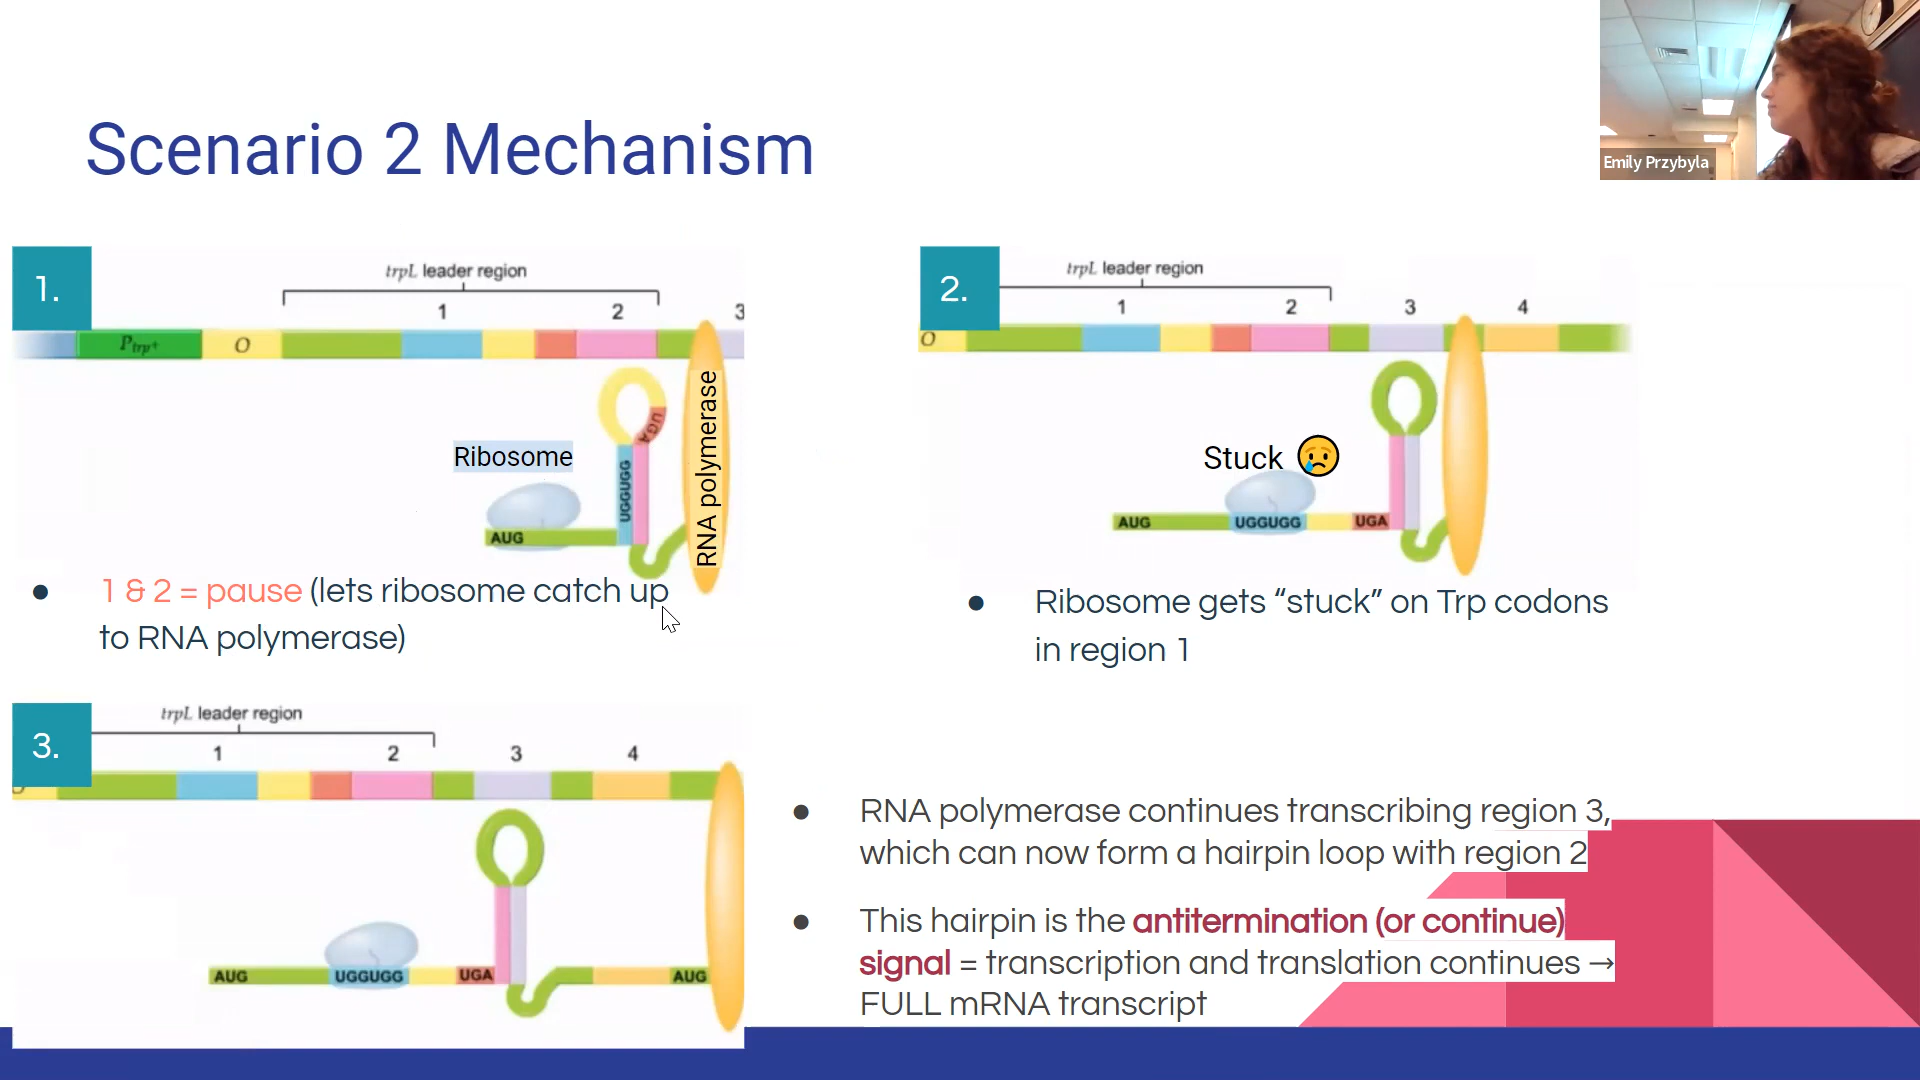 Emily Przybyla
Scenario 2 Mechanism
1.
trpL leader region
1 2 3
Ptrp+ O
UGA
UGGUGG
Ribosome
RNA polymerase
AUG
1 & 2 = pause (lets ribosome catch up
to RNA polymerase)
2.
trpL leader region
1 2 3 4
O
Stuck 😢
AUG UGGUGG UGA
Ribosome gets “stuck” on Trp codons
in region 1
3.
trpL leader region
1 2 3 4
AUG UGGUGG UGA AUG
RNA polymerase continues transcribing region 3,
which can now form a hairpin loop with region 2
This hairpin is the antitermination (or continue)
signal = transcription and translation continues →
FULL mRNA transcript